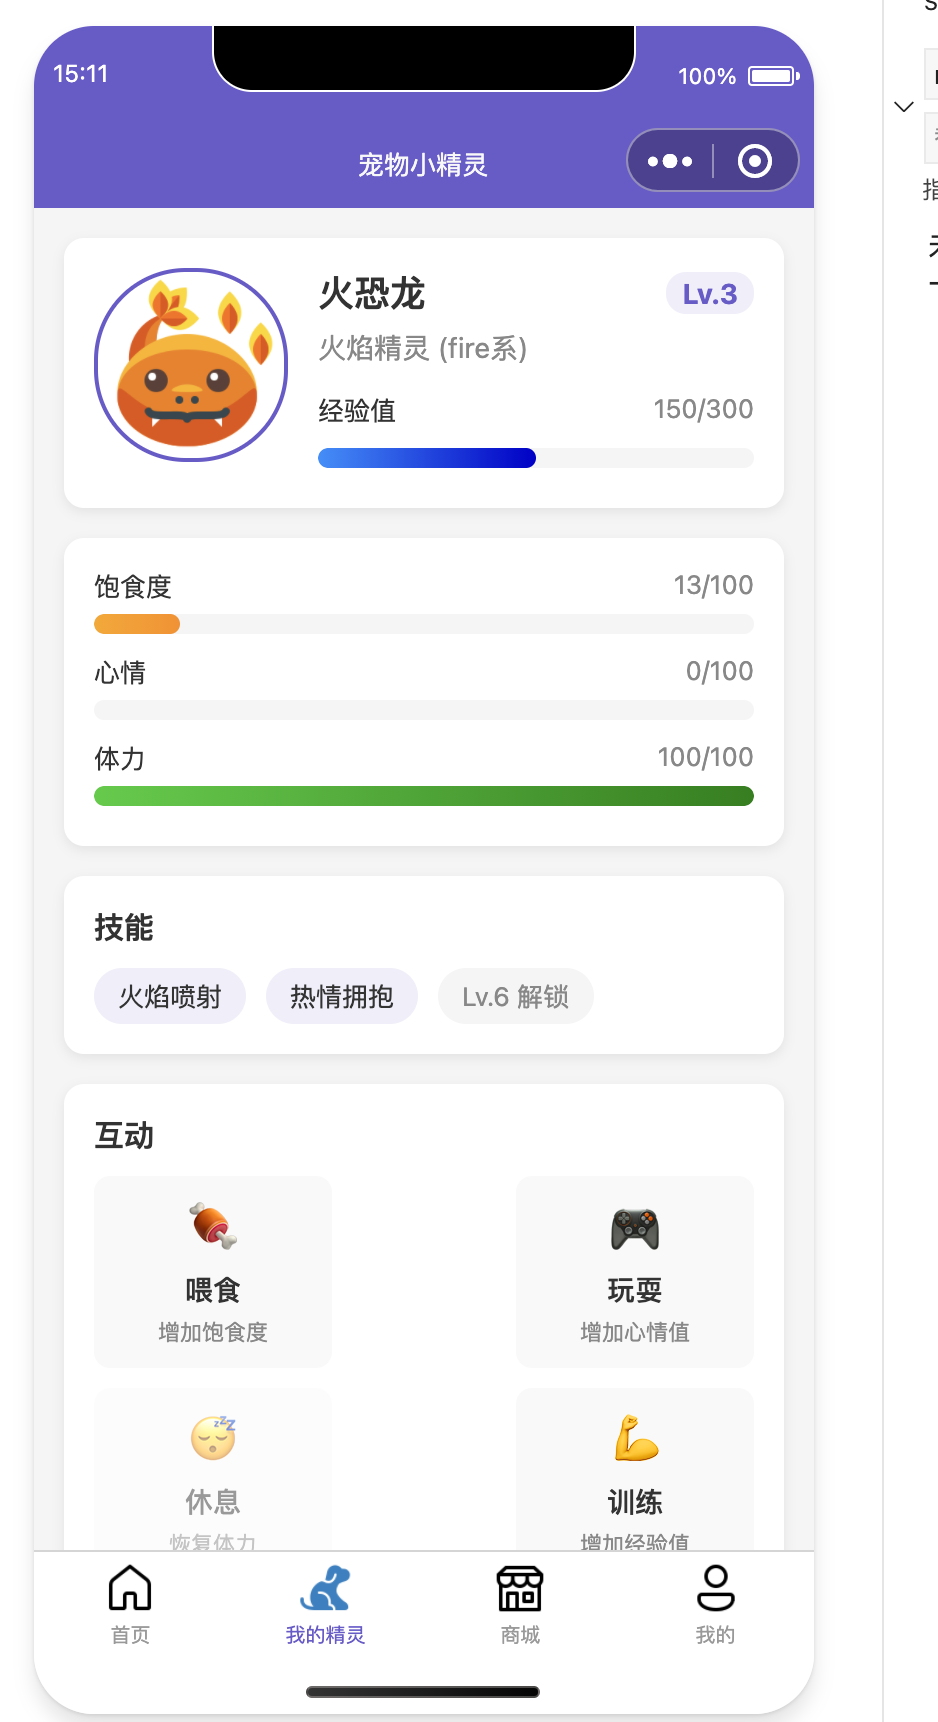 15:11
100%
宠物小精灵
火恐龙
Lv.3
火焰精灵 (fire系)
经验值
150/300
饱食度
13/100
心情
0/100
体力
100/100
技能
火焰喷射
热情拥抱
Lv.6 解锁
互动
喂食
增加饱食度
玩耍
增加心情值
休息
恢复体力
训练
增加经验值
首页
我的精灵
商城
我的